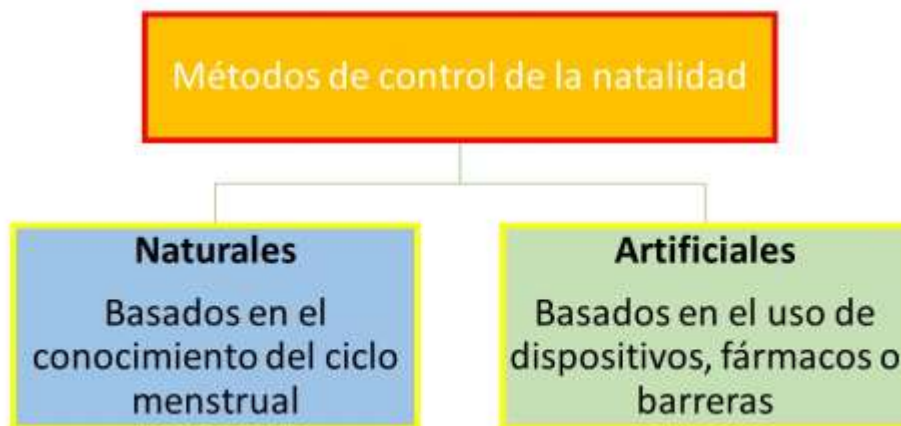 Métodos de control de la natalidad
Naturales
Basados en el
conocimiento del ciclo
menstrual
Artificiales
Basados en el uso de
dispositivos, fármacos o
barreras